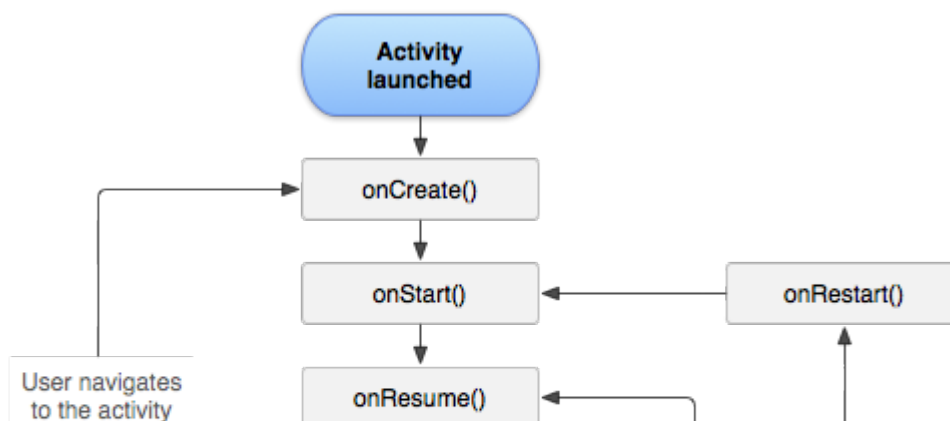 Activity
launched
onCreate()
onStart()
onRestart()
onResume()
User navigates
to the activity